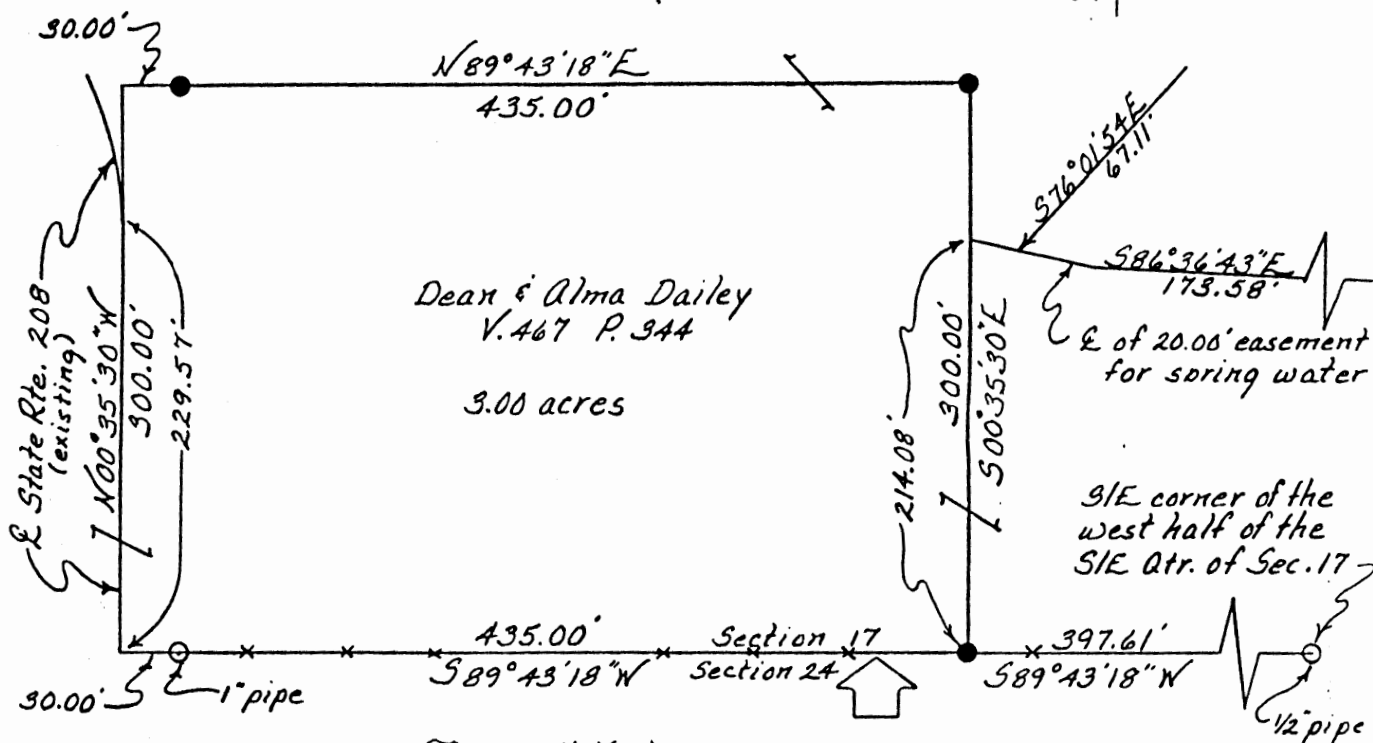 30.00'
N89°43'18"E
435.00'
S76°01'54E
67.11'
S86°36'43"E
173.58'
℄ of 20.00' easement
for spring water
Dean & Alma Dailey
V.467 P.344
3.00 acres
℄ State Rte. 208
(existing)
N00°35'30"W
300.00'
229.57'
214.08'
300.00'
S00°35'30"E
S/E corner of the
west half of the
S/E Qtr. of Sec.17
435.00'
Section 17
S89°43'18"W
Section 24
397.61'
S89°43'18"W
30.00'
1" pipe
1/2" pipe